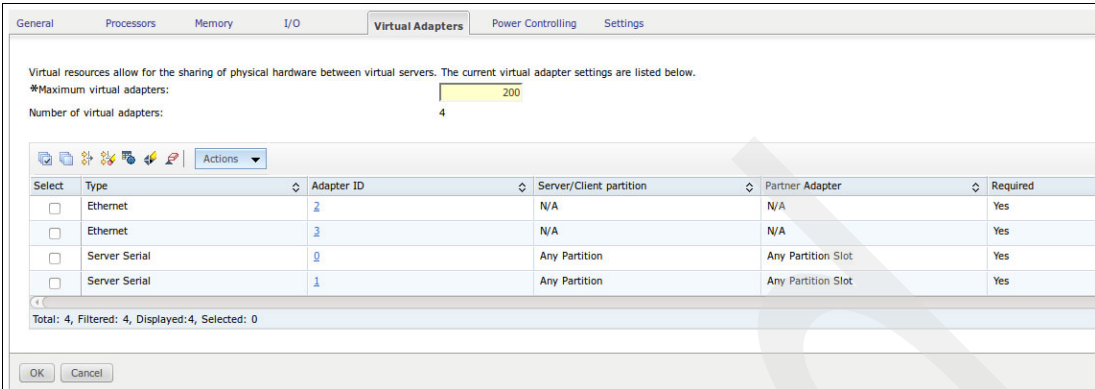 General Processors Memory I/O Virtual Adapters Power Controlling Settings
Virtual resources allow for the sharing of physical hardware between virtual servers. The current virtual adapter settings are listed below.
*Maximum virtual adapters: 200
Number of virtual adapters: 4
Actions
Select Type Adapter ID Server/Client partition Partner Adapter Required
Ethernet 2 N/A N/A Yes
Ethernet 3 N/A N/A Yes
Server Serial 0 Any Partition Any Partition Slot Yes
Server Serial 1 Any Partition Any Partition Slot Yes
Total: 4, Filtered: 4, Displayed:4, Selected: 0
OK Cancel